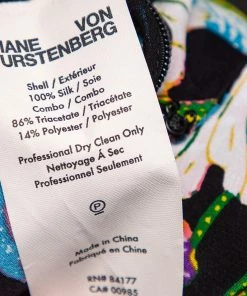 IANE VON
URSTENBERG
Shell / Extérieur
100% Silk / Soie
Combo / Combo
86% Triacetate / Triacétate
14% Polyester / Polyester
Professional Dry Clean Only
Nettoyage À Sec
Professionnel Seulement
P
Made in China
Fabriqué en Chine
RN# 84177
CA# 00985